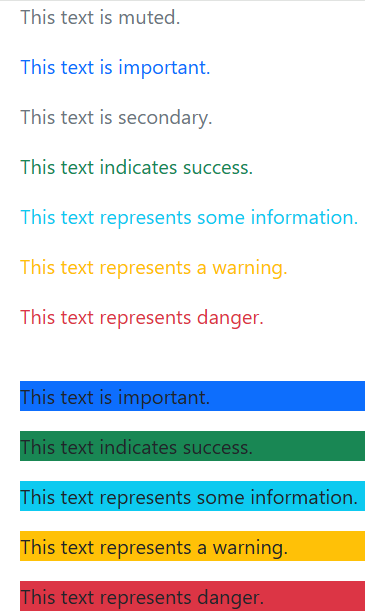 This text is muted.
This text is important.
This text is secondary.
This text indicates success.
This text represents some information.
This text represents a warning.
This text represents danger.
This text is important.
This text indicates success.
This text represents some information.
This text represents a warning.
This text represents danger.